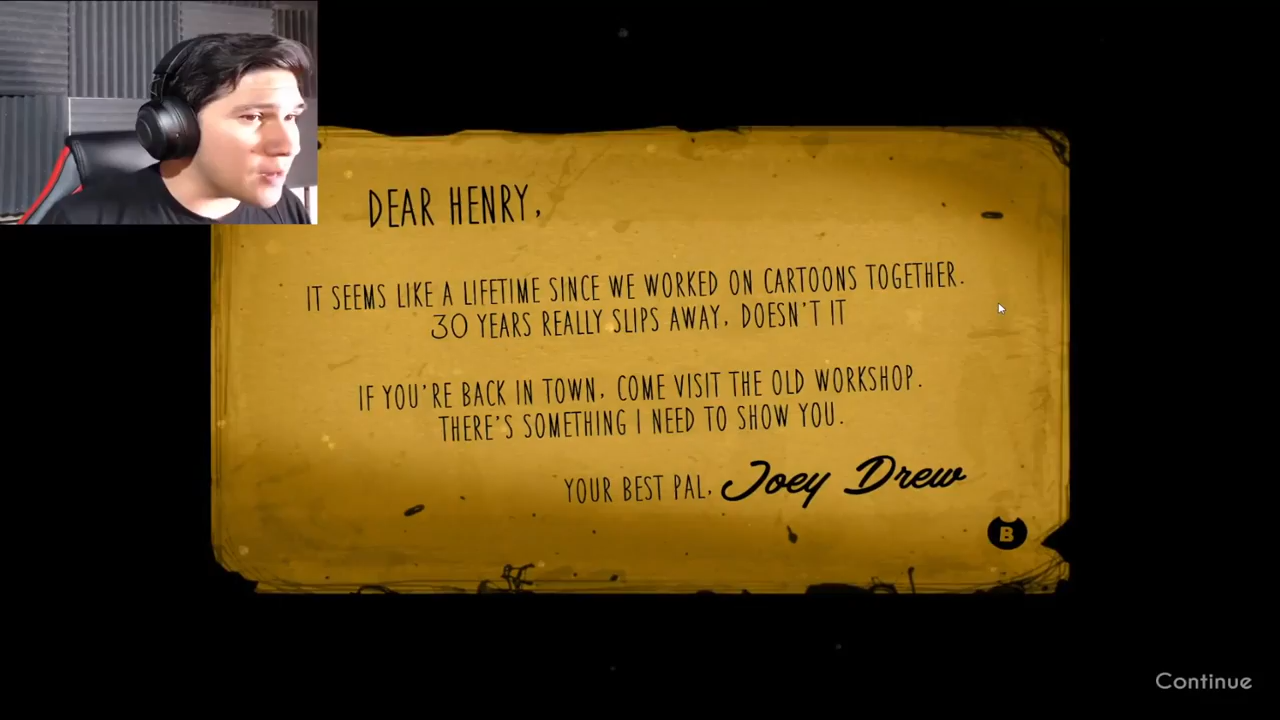 DEAR HENRY,
IT SEEMS LIKE A LIFETIME SINCE WE WORKED ON CARTOONS TOGETHER.
30 YEARS REALLY SLIPS AWAY, DOESN'T IT
IF YOU'RE BACK IN TOWN, COME VISIT THE OLD WORKSHOP.
THERE'S SOMETHING I NEED TO SHOW YOU.
YOUR BEST PAL, Joey Drew
B
Continue